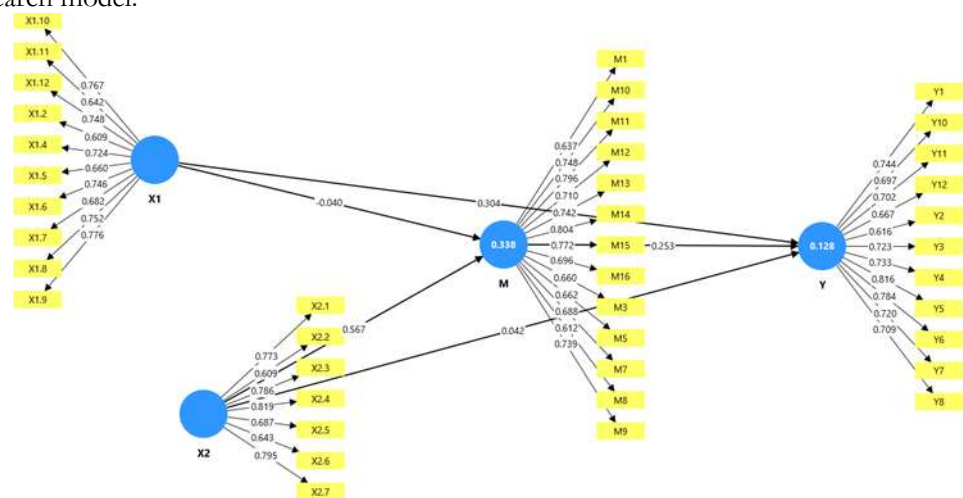 search model.
X1.10
X1.11
X1.12
X1.2
X1.4
X1.5
X1.6
X1.7
X1.8
X1.9
0.767
0.642
0.748
0.609
0.724
0.660
0.746
0.682
0.752
0.776
X1
-0.040
0.304
X2.1
X2.2
X2.3
X2.4
X2.5
X2.6
X2.7
0.773
0.609
0.786
0.819
0.687
0.643
0.795
X2
0.567
0.042
M1
M10
M11
M12
M13
M14
M15
M16
M3
M5
M7
M8
M9
0.637
0.748
0.796
0.710
0.742
0.804
0.772
0.696
0.660
0.662
0.688
0.612
0.739
0.338
M
0.253
Y1
Y10
Y11
Y12
Y2
Y3
Y4
Y5
Y6
Y7
Y8
0.744
0.697
0.702
0.667
0.616
0.723
0.733
0.816
0.784
0.720
0.709
0.128
Y